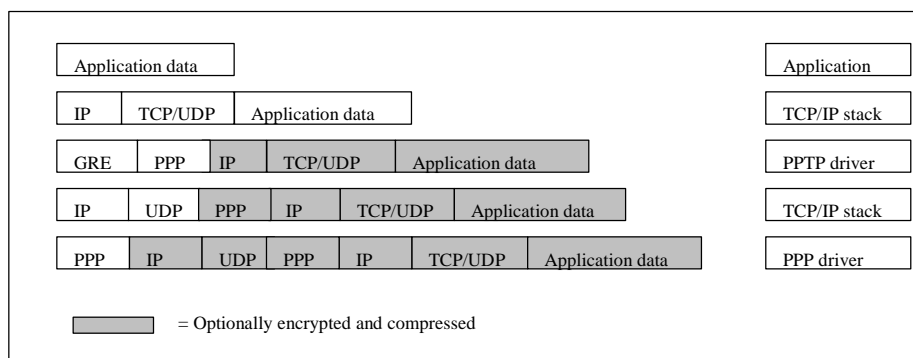 Application data Application
IP TCP/UDP Application data TCP/IP stack
GRE PPP IP TCP/UDP Application data PPTP driver
IP UDP PPP IP TCP/UDP Application data TCP/IP stack
PPP IP UDP PPP IP TCP/UDP Application data PPP driver
= Optionally encrypted and compressed